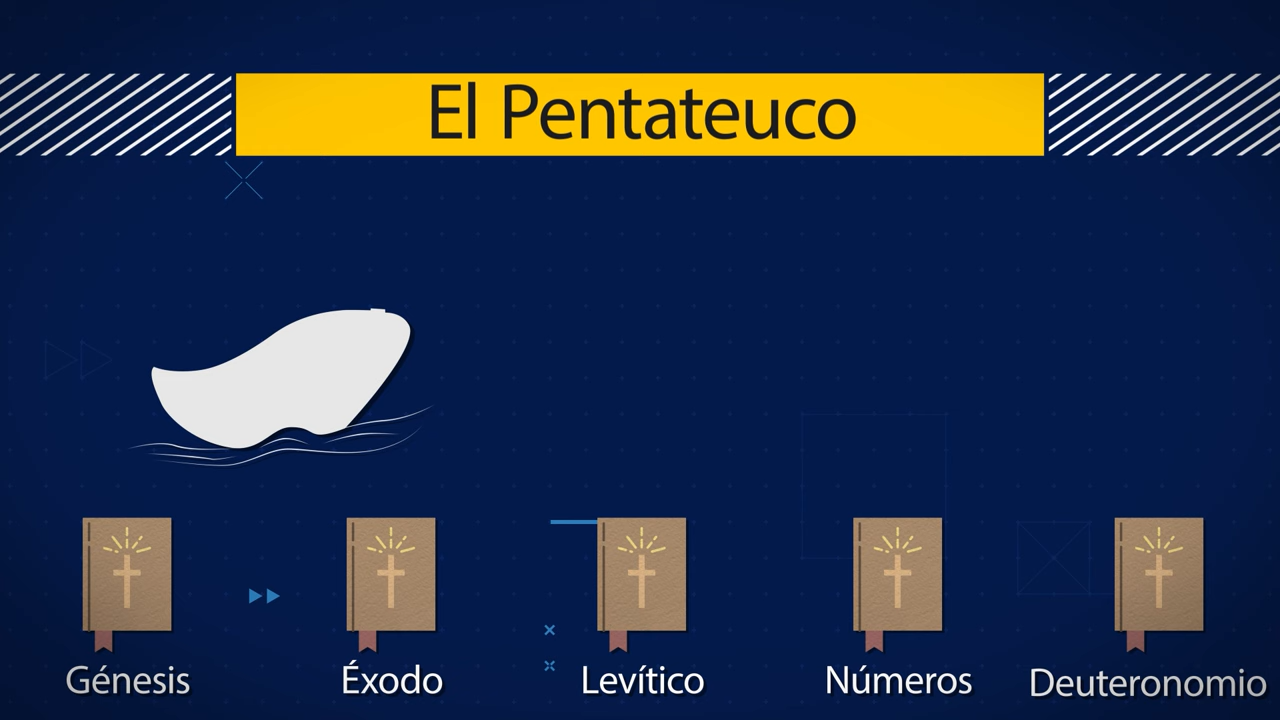 El Pentateuco
Génesis
Éxodo
Levítico
Números
Deuteronomio